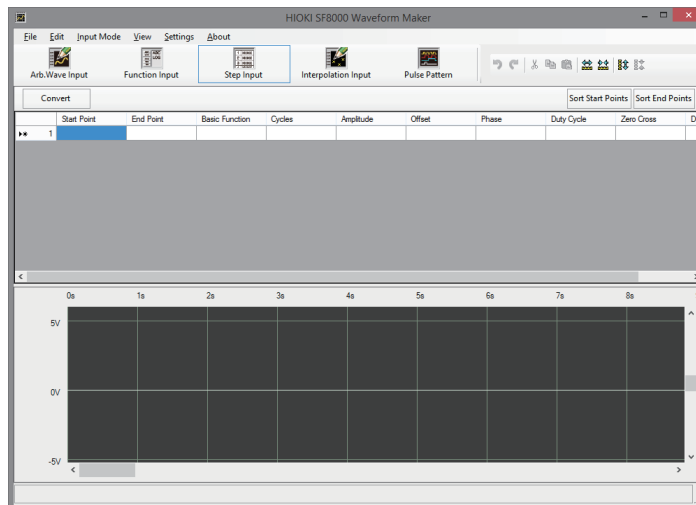 HIOKI SF8000 Waveform Maker
File Edit Input Mode View Settings About
Arb.Wave Input Function Input Step Input Interpolation Input Pulse Pattern
Convert Sort Start Points Sort End Points
Start Point End Point Basic Function Cycles Amplitude Offset Phase Duty Cycle Zero Cross D
1
0s 1s 2s 3s 4s 5s 6s 7s 8s
5V
0V
-5V